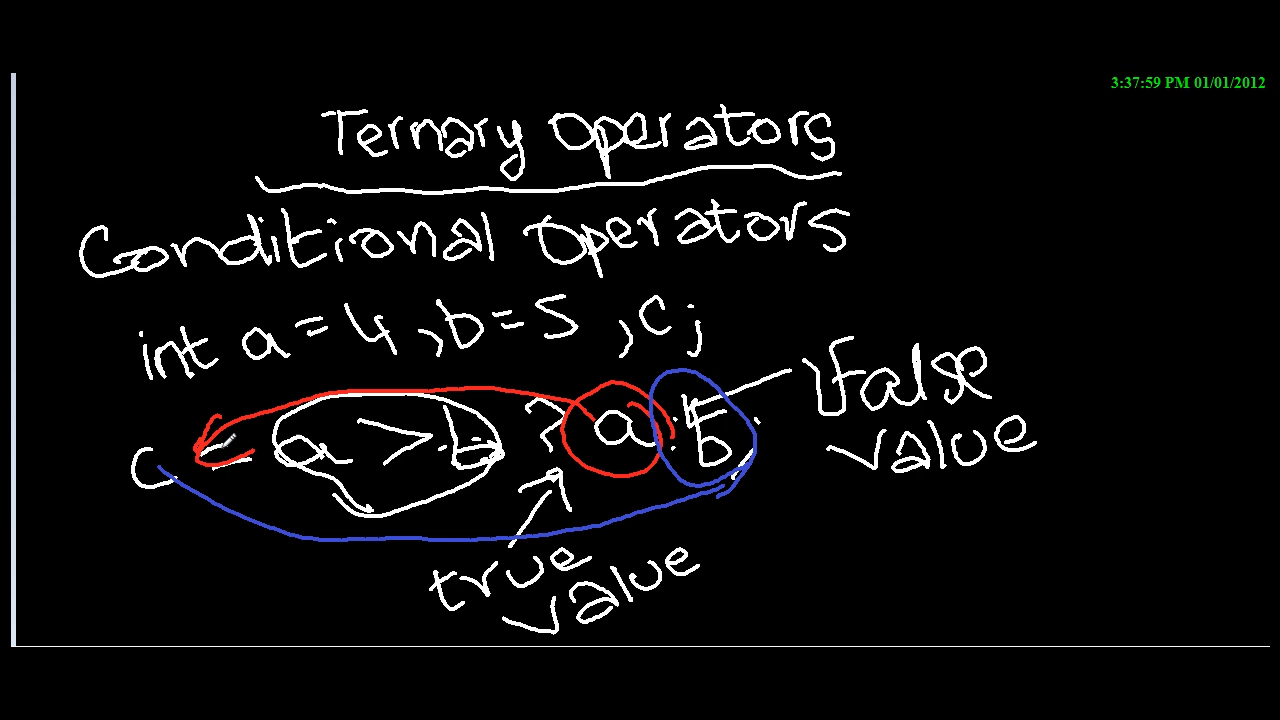 3:37:59 PM 01/01/2012
Ternary Operators
Conditional Operators
int a = 4 , b = 5 , c ;
c = a > b ? a : b ;
False
value
true
value